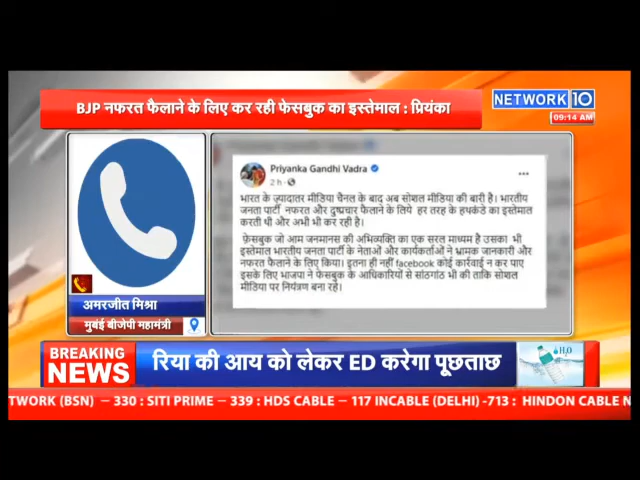 BJP नफरत फैलाने के लिए कर रही फेसबुक का इस्तेमाल : प्रियंका
NETWORK 10
09:14 AM
Priyanka Gandhi Vadra
2 h
भारत के ज़्यादातर मीडिया चैनल के बाद अब सोशल मीडिया की बारी है। भारतीय
जनता पार्टी नफरत और दुष्प्रचार फैलाने के लिये हर तरह के हथकंडे का इस्तेमाल
करती थी और अभी भी कर रही है।
फ़ेसबुक जो आम जनमानस की अभिव्यक्ति का एक सरल माध्यम है उसका भी
इस्तेमाल भारतीय जनता पार्टी के नेताओं और कार्यकर्ताओं ने भ्रामक जानकारी और
नफरत फैलाने के लिए किया। इतना ही नहीं facebook कोई कार्रवाई न कर पाए
इसके लिए भाजपा ने फेसबुक के आधिकारियों से सांठगांठ भी की ताकि सोशल
मीडिया पर नियंत्रण बना रहे।
अमरजीत मिश्रा
मुंबई बीजेपी महामंत्री
BREAKING
NEWS
रिया की आय को लेकर ED करेगा पूछताछ
H₂O
TWORK (BSN) – 330 : SITI PRIME – 339 : HDS CABLE – 117 INCABLE (DELHI) -713 : HINDON CABLE N